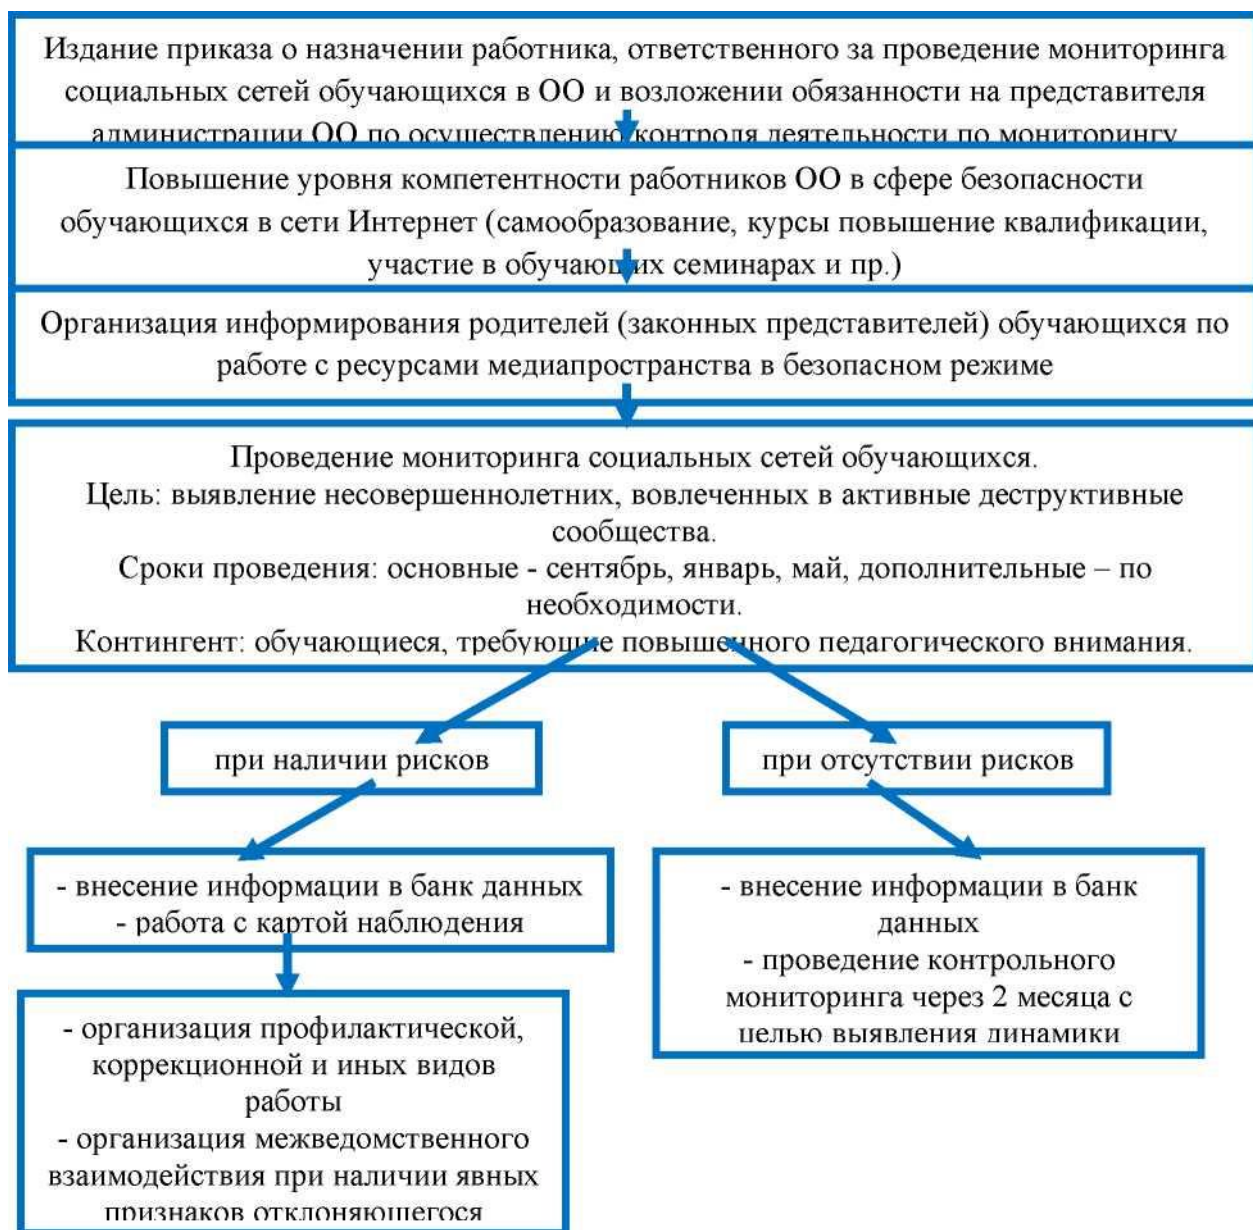 Издание приказа о назначении работника, ответственного за проведение мониторинга
социальных сетей обучающихся в ОО и возложении обязанности на представителя
администрации ОО по осуществлению контроля деятельности по мониторингу
Повышение уровня компетентности работников ОО в сфере безопасности
обучающихся в сети Интернет (самообразование, курсы повышение квалификации,
участие в обучающих семинарах и пр.)
Организация информирования родителей (законных представителей) обучающихся по
работе с ресурсами медиапространства в безопасном режиме
Проведение мониторинга социальных сетей обучающихся.
Цель: выявление несовершеннолетних, вовлеченных в активные деструктивные
сообщества.
Сроки проведения: основные - сентябрь, январь, май, дополнительные – по
необходимости.
Контингент: обучающиеся, требующие повышенного педагогического внимания.
при наличии рисков
при отсутствии рисков
- внесение информации в банк данных
- работа с картой наблюдения
- внесение информации в банк
данных
- проведение контрольного
мониторинга через 2 месяца с
целью выявления динамики
- организация профилактической,
коррекционной и иных видов
работы
- организация межведомственного
взаимодействия при наличии явных
признаков отклоняющегося